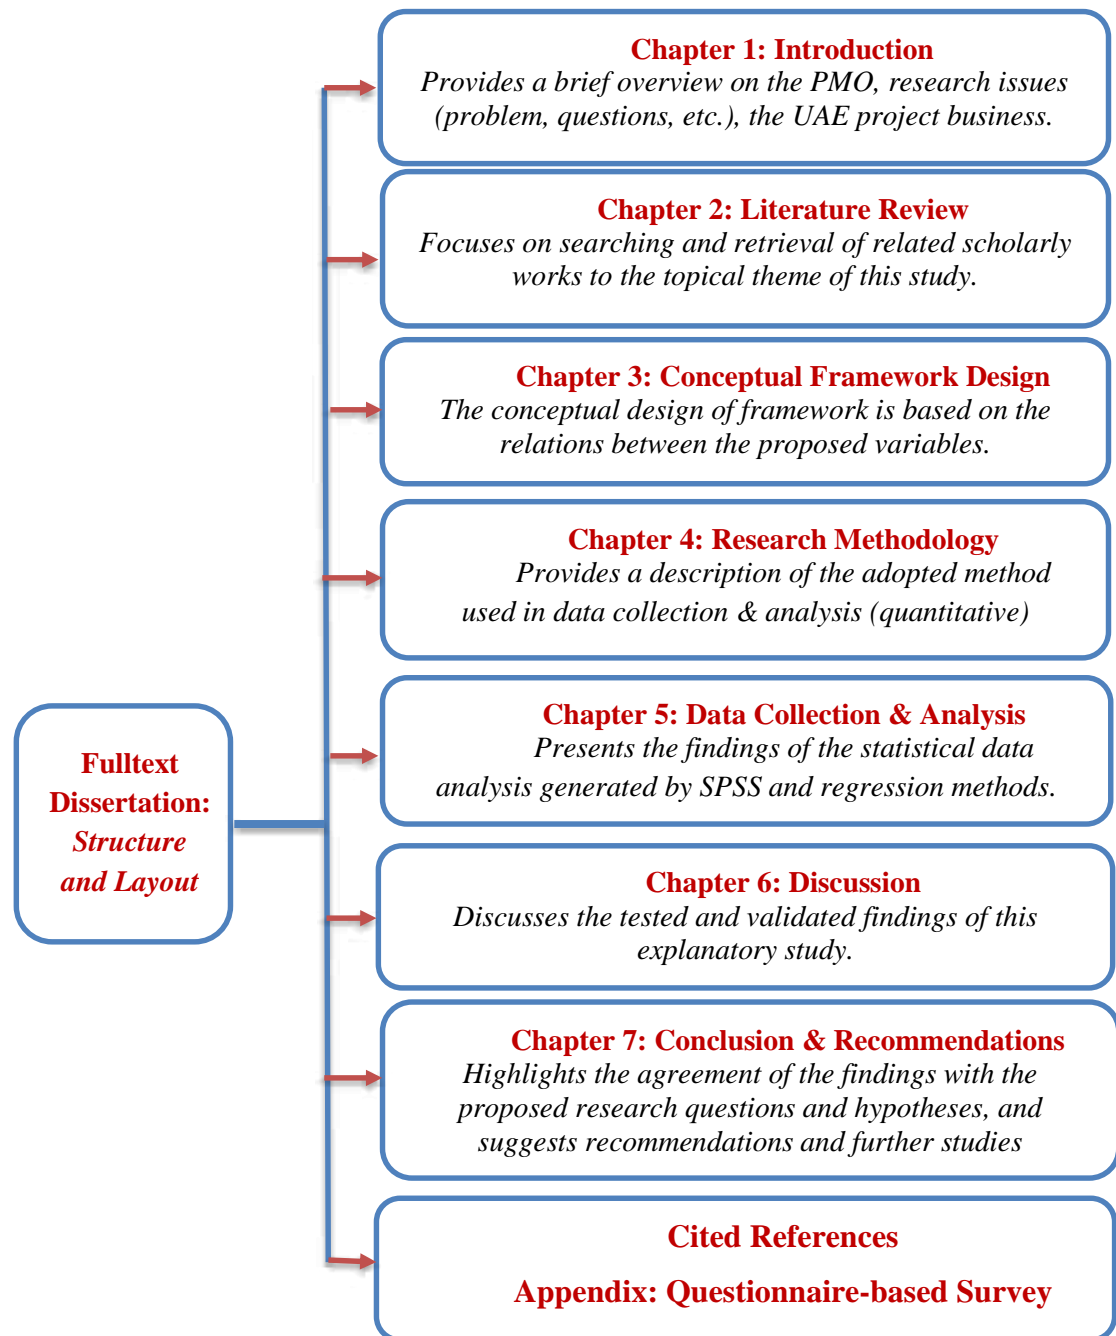 Chapter 1: Introduction
Provides a brief overview on the PMO, research issues
(problem, questions, etc.), the UAE project business.
Chapter 2: Literature Review
Focuses on searching and retrieval of related scholarly
works to the topical theme of this study.
Chapter 3: Conceptual Framework Design
The conceptual design of framework is based on the
relations between the proposed variables.
Chapter 4: Research Methodology
Provides a description of the adopted method
used in data collection & analysis (quantitative)
Fulltext
Dissertation:
Structure
and Layout
Chapter 5: Data Collection & Analysis
Presents the findings of the statistical data
analysis generated by SPSS and regression methods.
Chapter 6: Discussion
Discusses the tested and validated findings of this
explanatory study.
Chapter 7: Conclusion & Recommendations
Highlights the agreement of the findings with the
proposed research questions and hypotheses, and
suggests recommendations and further studies
Cited References
Appendix: Questionnaire-based Survey